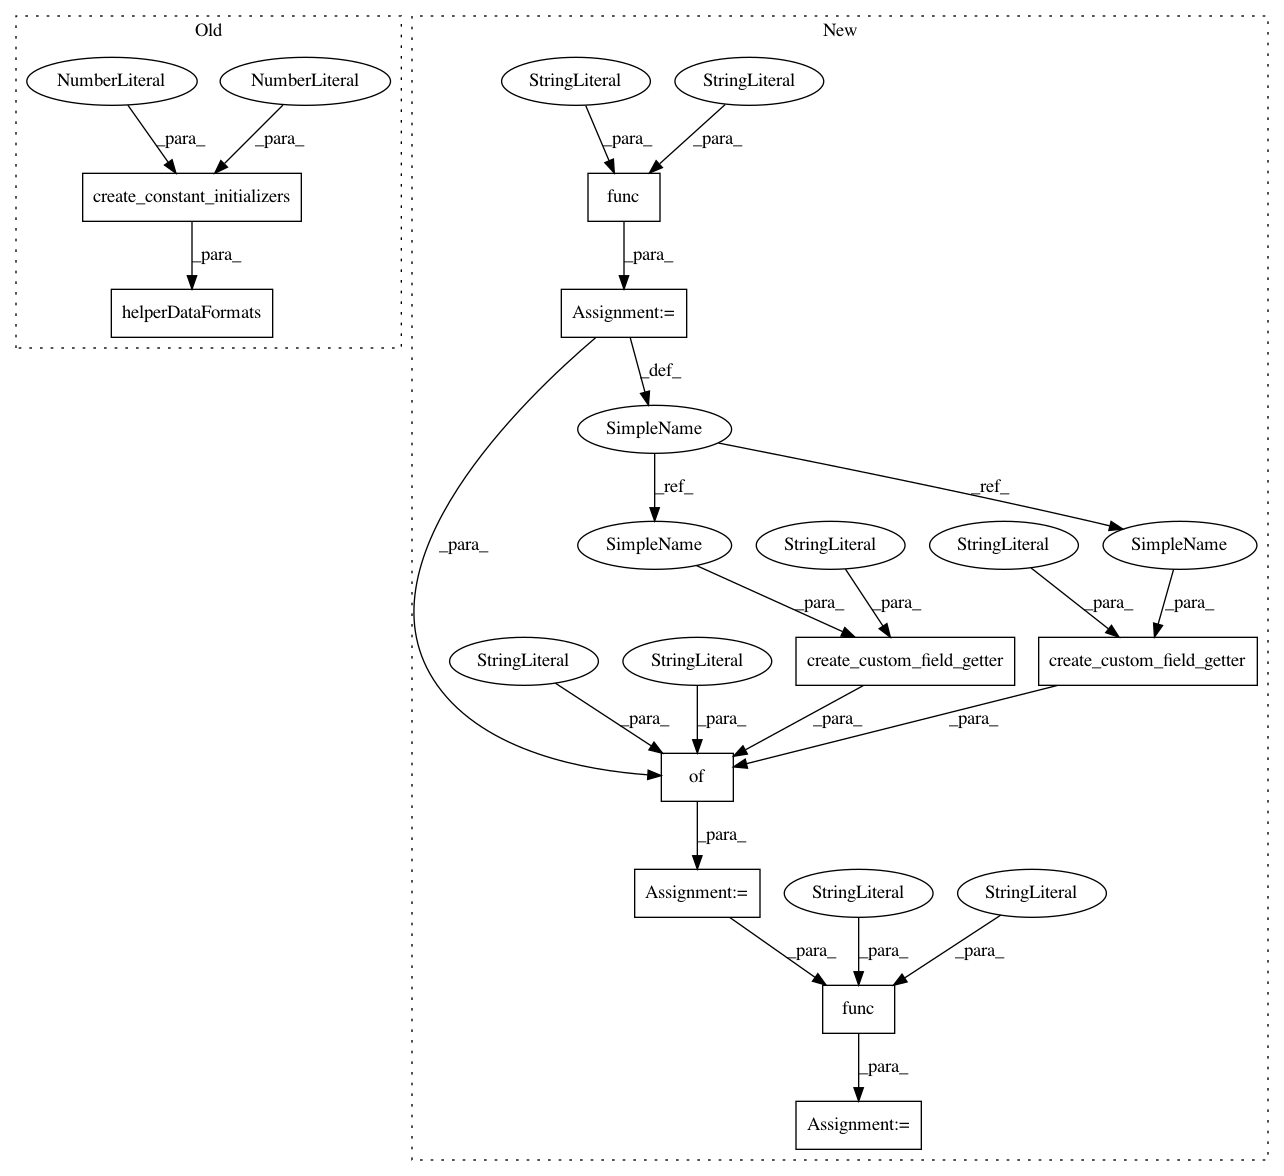 Old
New
NumberLiteral
NumberLiteral
StringLiteral
StringLiteral
_para_
_para_
_para_
_para_
create_constant_initializers
func
_para_
_para_
helperDataFormats
Assignment:=
_def_
SimpleName
_ref_
_ref_
_para_
SimpleName
StringLiteral
StringLiteral
SimpleName
_para_
_para_
_para_
_para_
StringLiteral
StringLiteral
create_custom_field_getter
create_custom_field_getter
_para_
_para_
_para_
_para_
of
_para_
Assignment:=
StringLiteral
StringLiteral
_para_
_para_
_para_
func
_para_
Assignment:=